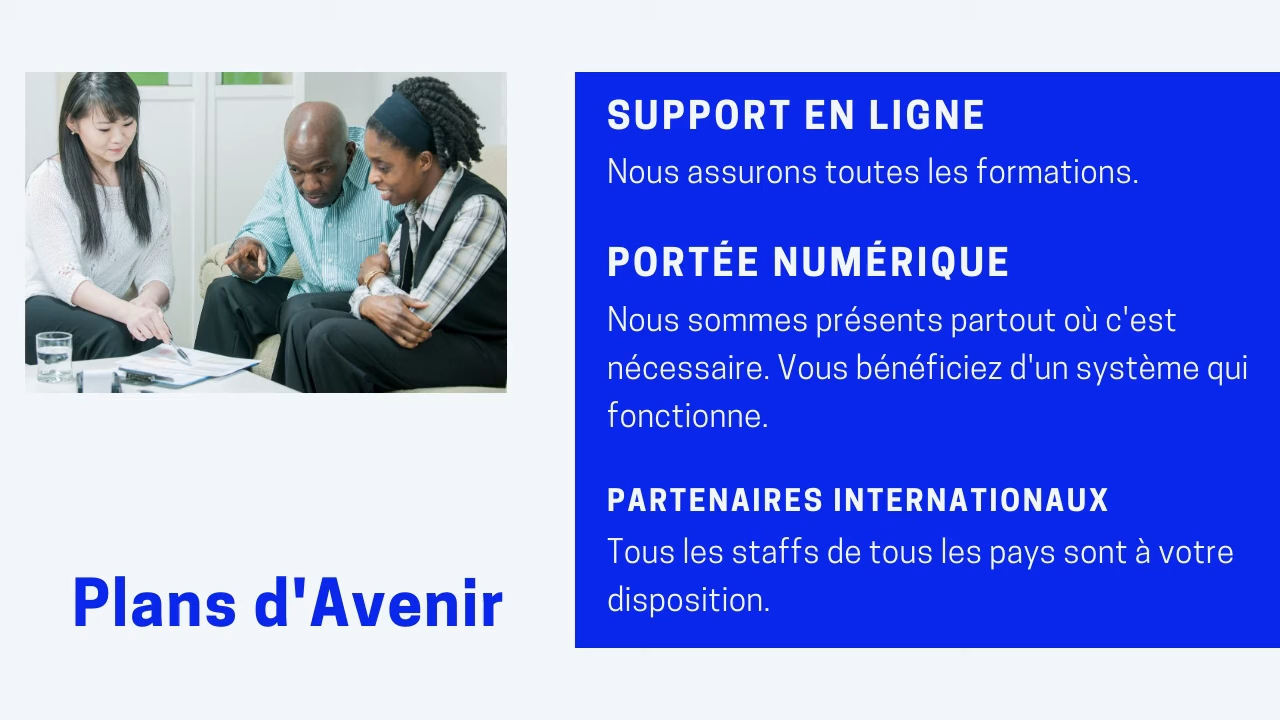 SUPPORT EN LIGNE
Nous assurons toutes les formations.
PORTÉE NUMÉRIQUE
Nous sommes présents partout où c'est
nécessaire. Vous bénéficiez d'un système qui
fonctionne.
PARTENAIRES INTERNATIONAUX
Tous les staffs de tous les pays sont à votre
disposition.
Plans d'Avenir